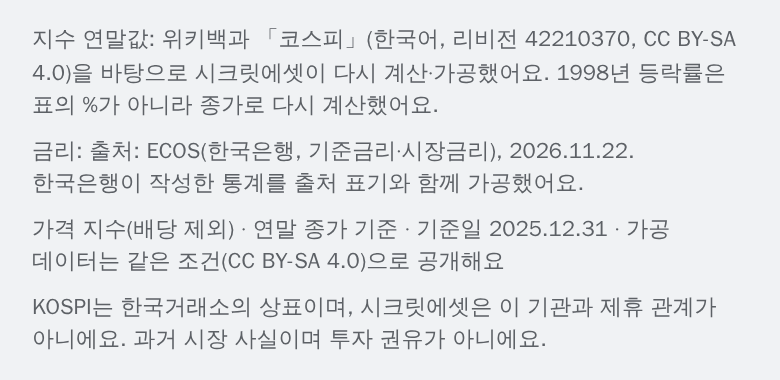 지수 연말값: 위키백과 「코스피」(한국어, 리비전 42210370, CC BY-SA
4.0)을 바탕으로 시크릿에셋이 다시 계산·가공했어요. 1998년 등락률은
표의 %가 아니라 종가로 다시 계산했어요.
금리: 출처: ECOS(한국은행, 기준금리·시장금리), 2026.11.22.
한국은행이 작성한 통계를 출처 표기와 함께 가공했어요.
가격 지수(배당 제외) · 연말 종가 기준 · 기준일 2025.12.31 · 가공
데이터는 같은 조건(CC BY-SA 4.0)으로 공개해요
KOSPI는 한국거래소의 상표이며, 시크릿에셋은 이 기관과 제휴 관계가
아니에요. 과거 시장 사실이며 투자 권유가 아니에요.